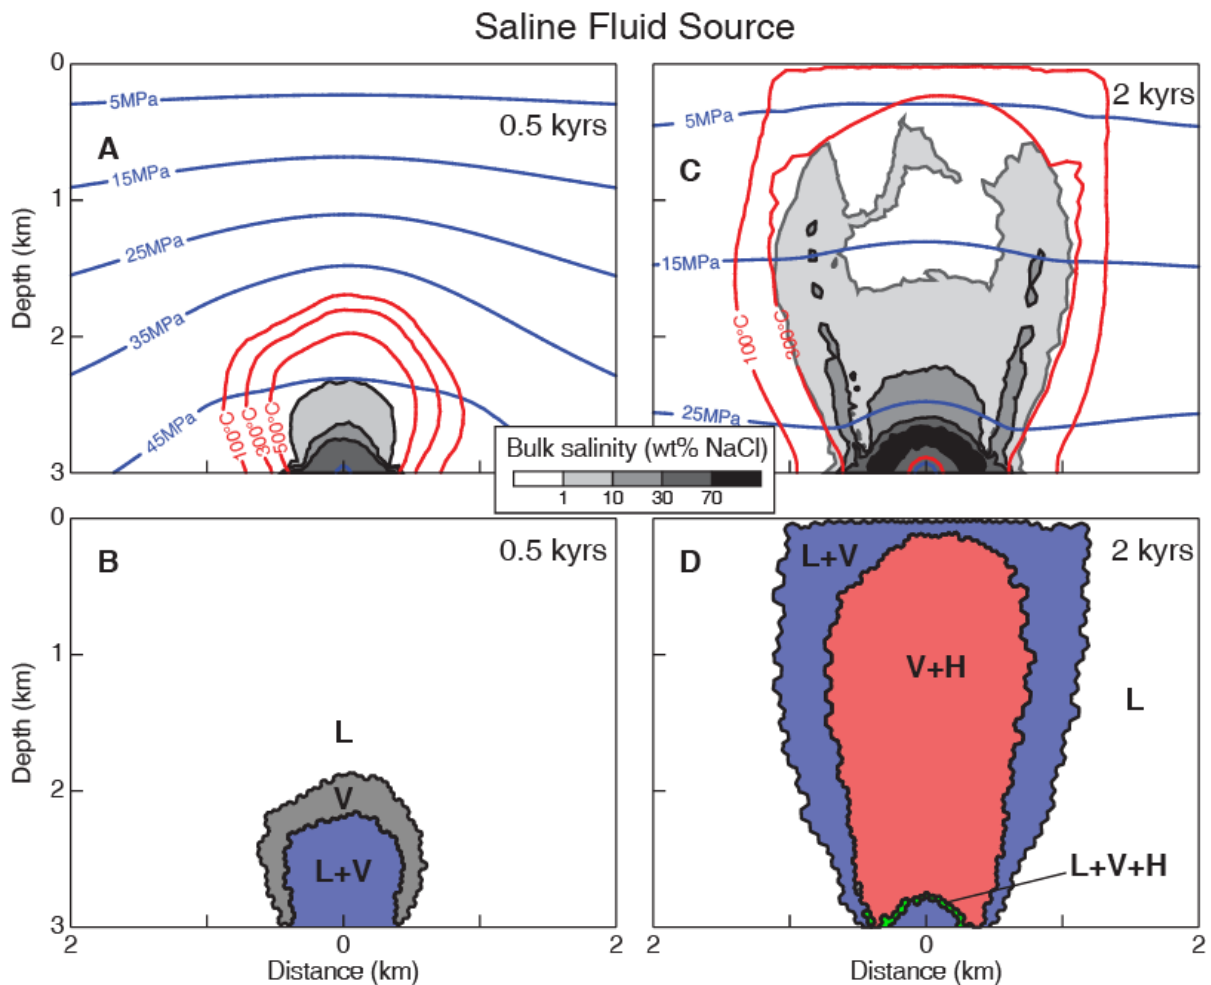 Saline Fluid Source
0
1
2
3
Depth (km)
A
0.5 kyrs
5MPa
15MPa
25MPa
35MPa
45MPa
100°C
300°C
500°C
C
2 kyrs
5MPa
15MPa
25MPa
100°C
300°C
Bulk salinity (wt% NaCl)
1 10 30 70
0
1
2
3
Depth (km)
B
0.5 kyrs
L
V
L+V
2 0 2
Distance (km)
D
2 kyrs
L+V
V+H
L
L+V+H
2 0 2
Distance (km)